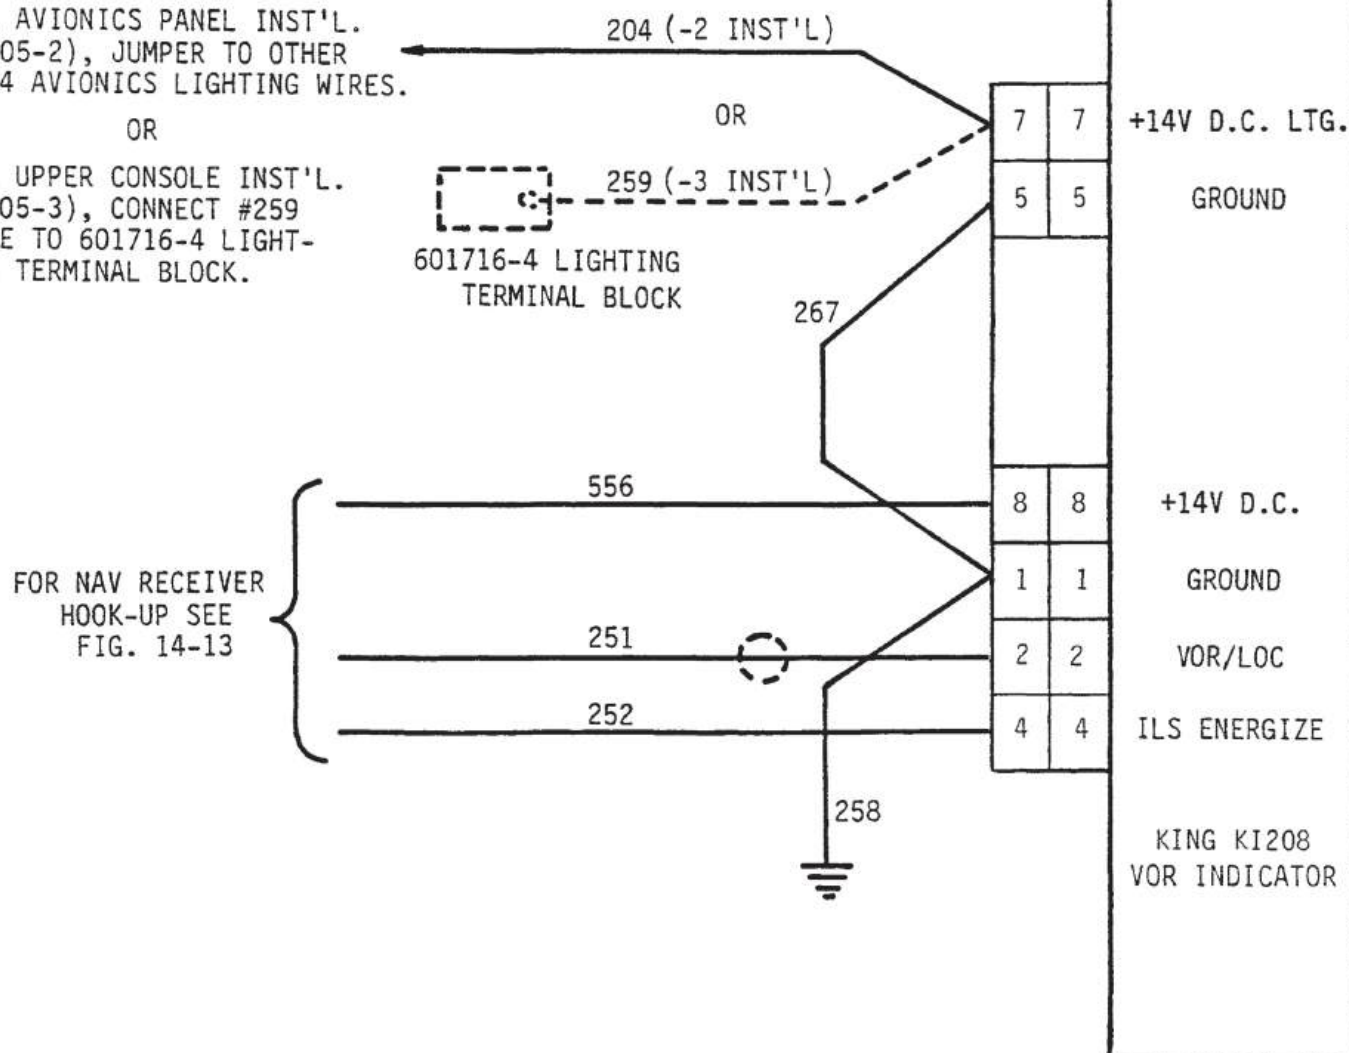 AVIONICS PANEL INST'L.
05-2), JUMPER TO OTHER
4 AVIONICS LIGHTING WIRES.
OR
UPPER CONSOLE INST'L.
05-3), CONNECT #259
E TO 601716-4 LIGHT-
TERMINAL BLOCK.
204 (-2 INST'L)
OR
259 (-3 INST'L)
601716-4 LIGHTING
TERMINAL BLOCK
7 7 +14V D.C. LTG.
5 5 GROUND
267
556
8 8 +14V D.C.
1 1 GROUND
FOR NAV RECEIVER
HOOK-UP SEE
FIG. 14-13
251
2 2 VOR/LOC
252
4 4 ILS ENERGIZE
258
KING KI208
VOR INDICATOR